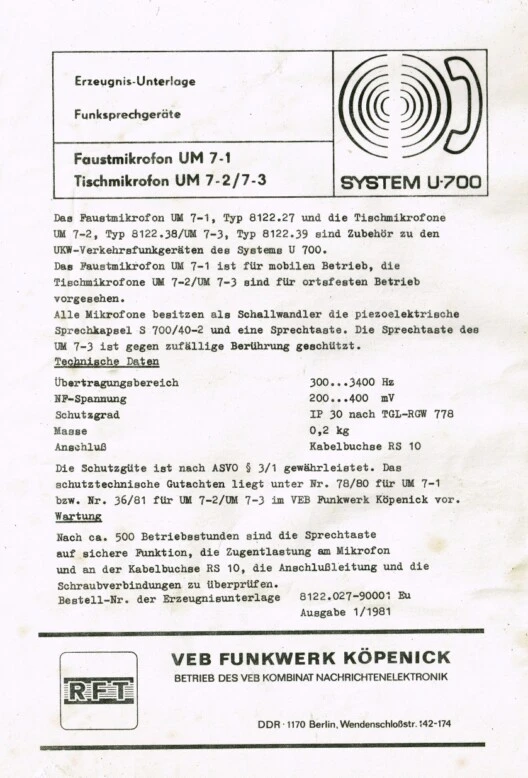 Erzeugnis-Unterlage
Funksprechgeräte
Faustmikrofon UM 7-1
Tischmikrofon UM 7-2/7-3
SYSTEM U-700
Das Faustmikrofon UM 7-1, Typ 8122.27 und die Tischmikrofone
UM 7-2, Typ 8122.38/UM 7-3, Typ 8122.39 sind Zubehör zu den
UKW-Verkehrsfunkgeräten des Systems U 700.
Das Faustmikrofon UM 7-1 ist für mobilen Betrieb, die
Tischmikrofone UM 7-2/UM 7-3 sind für ortsfesten Betrieb
vorgesehen.
Alle Mikrofone besitzen als Schallwandler die piezoelektrische
Sprechkapsel S 700/40-2 und eine Sprechtaste. Die Sprechtaste des
UM 7-3 ist gegen zufällige Berührung geschützt.
Technische Daten
Übertragungsbereich 300...3400 Hz
NF-Spannung 200...400 mV
Schutzgrad IP 30 nach TGL-RGW 778
Masse 0,2 kg
Anschluß Kabelbuchse RS 10
Die Schutzgüte ist nach ASVO § 3/1 gewährleistet. Das
schutztechnische Gutachten liegt unter Nr. 78/80 für UM 7-1
bzw. Nr. 36/81 für UM 7-2/UM 7-3 im VEB Funkwerk Köpenick vor.
Wartung
Nach ca. 500 Betriebsstunden sind die Sprechtaste
auf sichere Funktion, die Zugentlastung am Mikrofon
und an der Kabelbuchse RS 10, die Anschlußleitung und die
Schraubverbindungen zu überprüfen.
Bestell-Nr. der Erzeugnisunterlage 8122.027-90001 Eu
Ausgabe 1/1981
VEB FUNKWERK KÖPENICK
BETRIEB DES VEB KOMBINAT NACHRICHTENELEKTRONIK
RFT
DDR · 1170 Berlin, Wendenschloßstr. 142-174